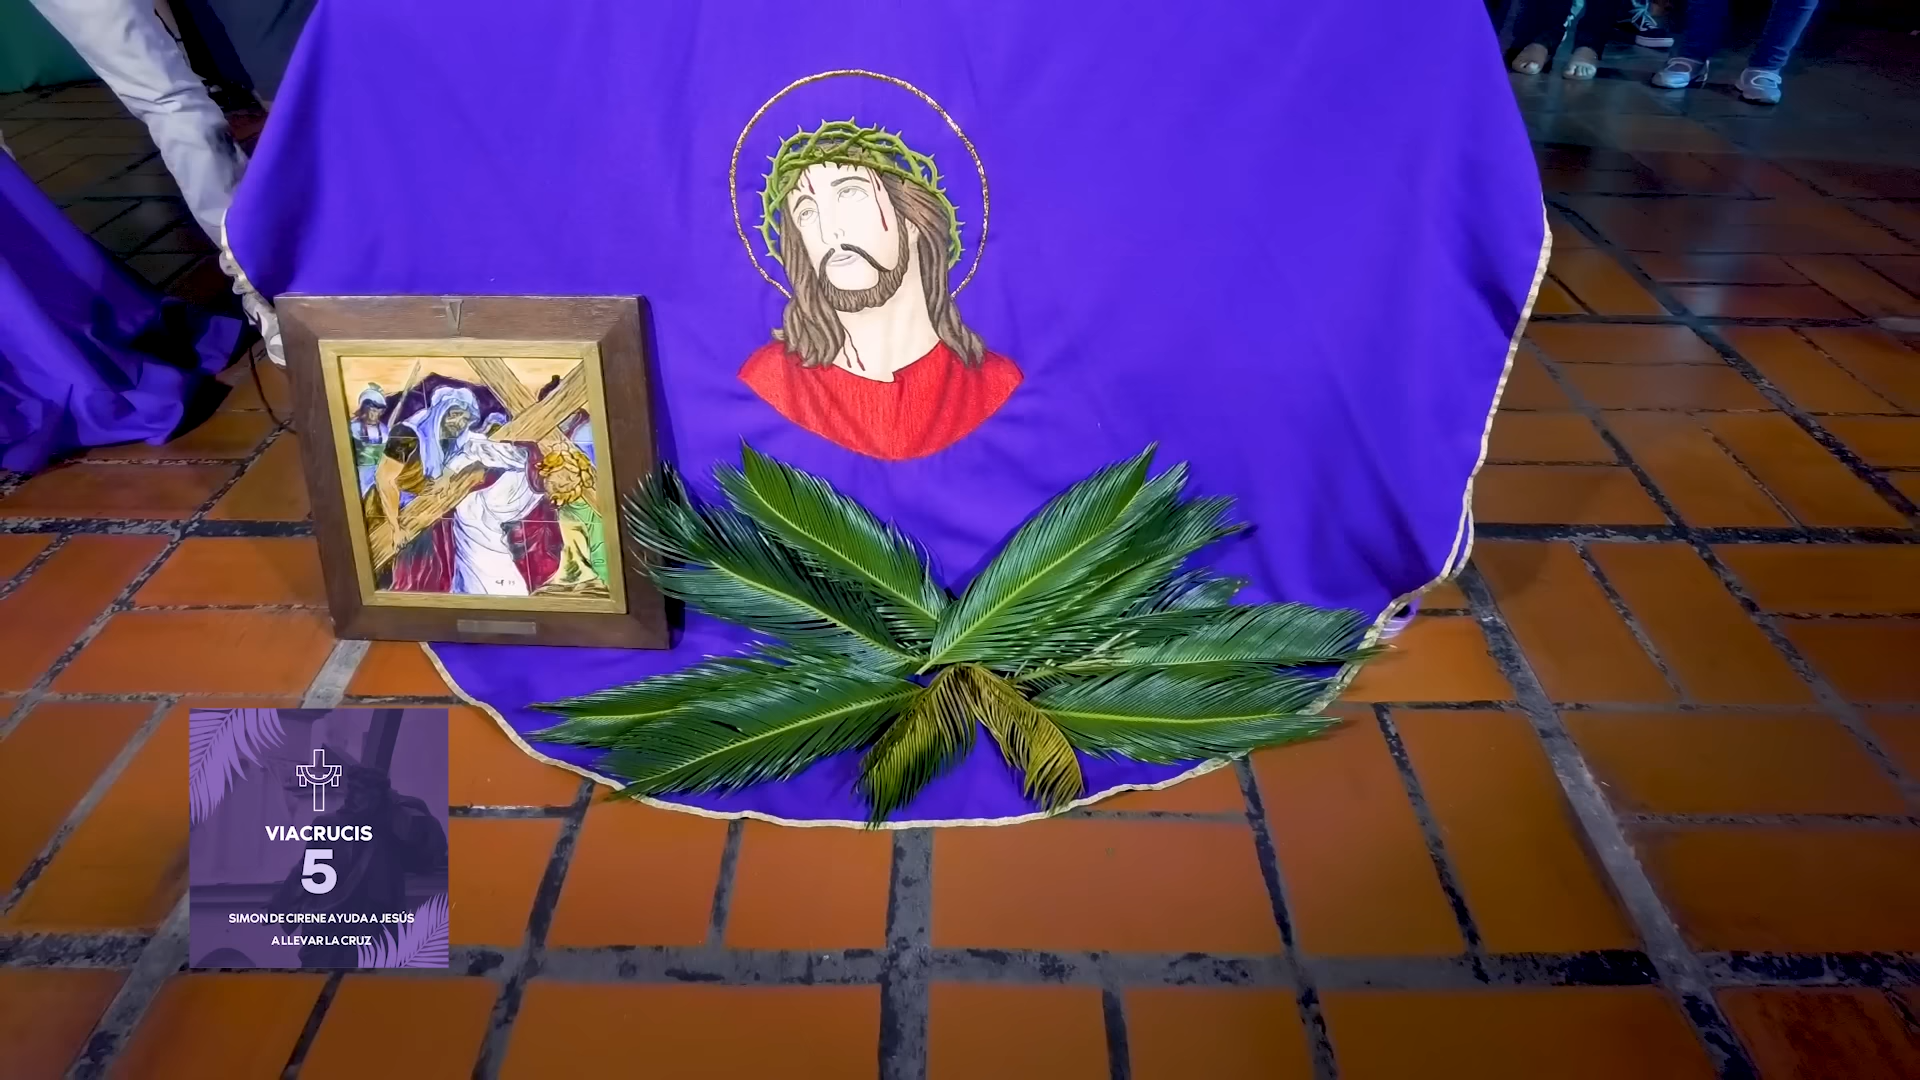 V
VIACRUCIS
5
SIMON DE CIRENE AYUDA A JESÚS
A LLEVAR LA CRUZ